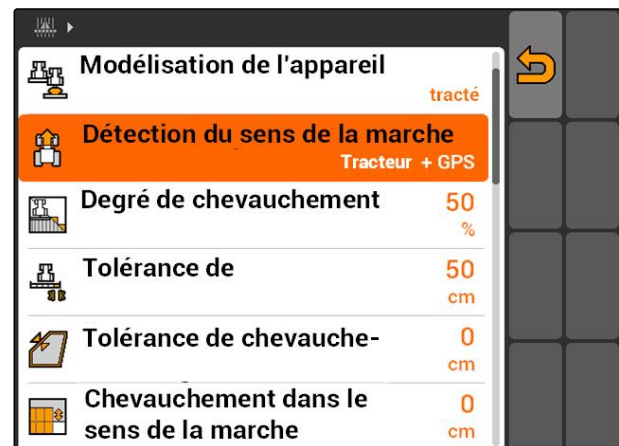 Modélisation de l'appareil
tracté
Détection du sens de la marche
Tracteur + GPS
Degré de chevauchement
50
%
Tolérance de
50
cm
Tolérance de chevauche-
0
cm
Chevauchement dans le
sens de la marche
0
cm